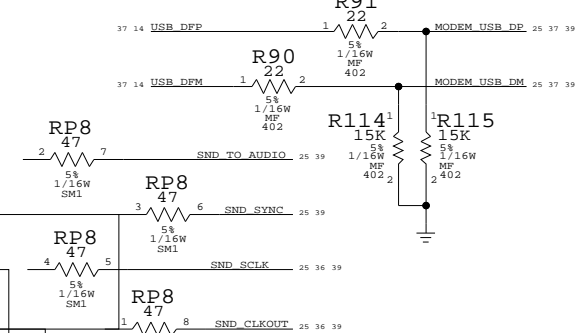 R91
22
37 14 USB_DFP 1 2 MODEM_USB_DP 25 37 39
5%
1/16W
MF
402
R90
22
37 14 USB_DFM 1 2 MODEM_USB_DM 25 37 39
5%
1/16W
MF
402
R114 1 1 R115
15K 15K
5% 5%
1/16W 1/16W
MF MF
402 402
2 2
RP8
47
2 7 SND_TO_AUDIO 25 39
5%
1/16W
SM1
RP8
47
3 6 SND_SYNC 25 39
5%
1/16W
SM1
RP8
47
4 5 SND_SCLK 25 36 39
5%
1/16W
SM1
RP8
47
1 8 SND_CLKOUT 25 36 39